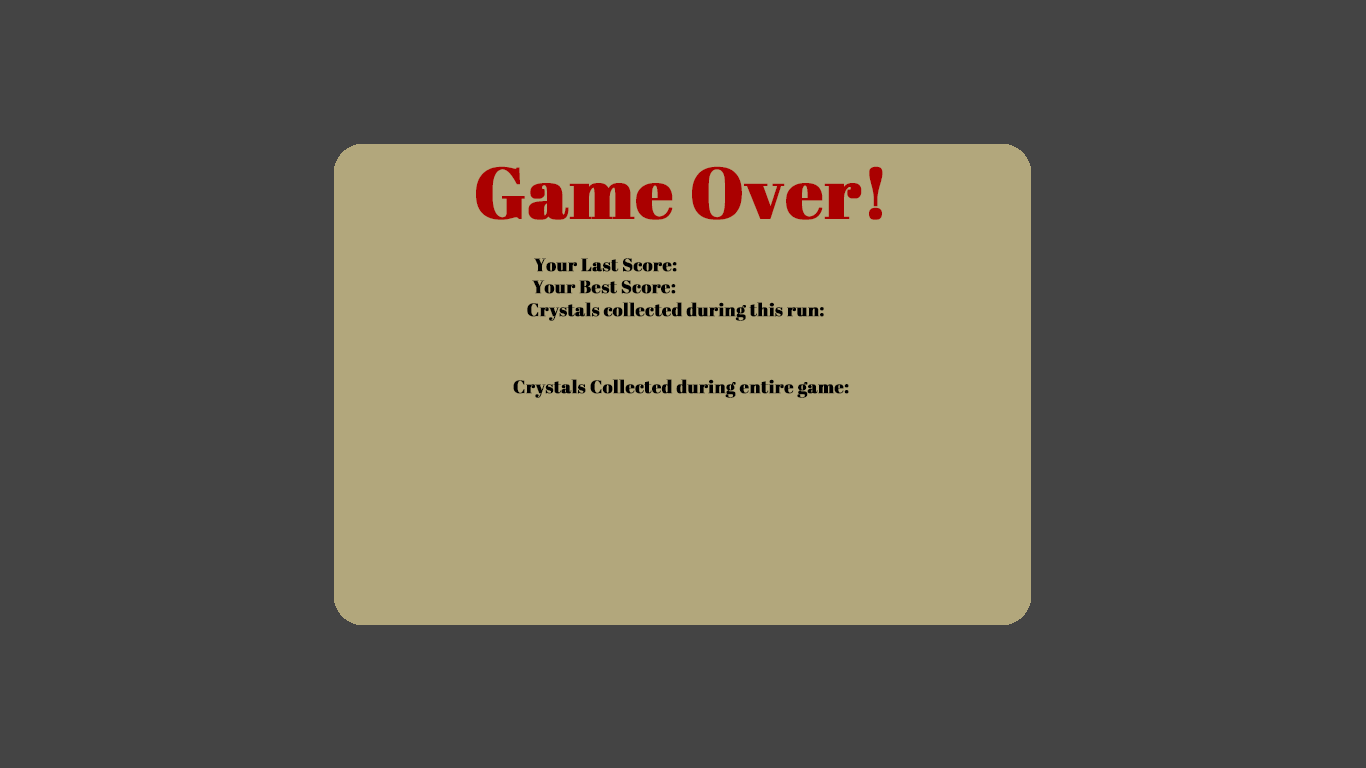 Game Over!
Your Last Score:
Your Best Score:
Crystals collected during this run:
Crystals Collected during entire game: